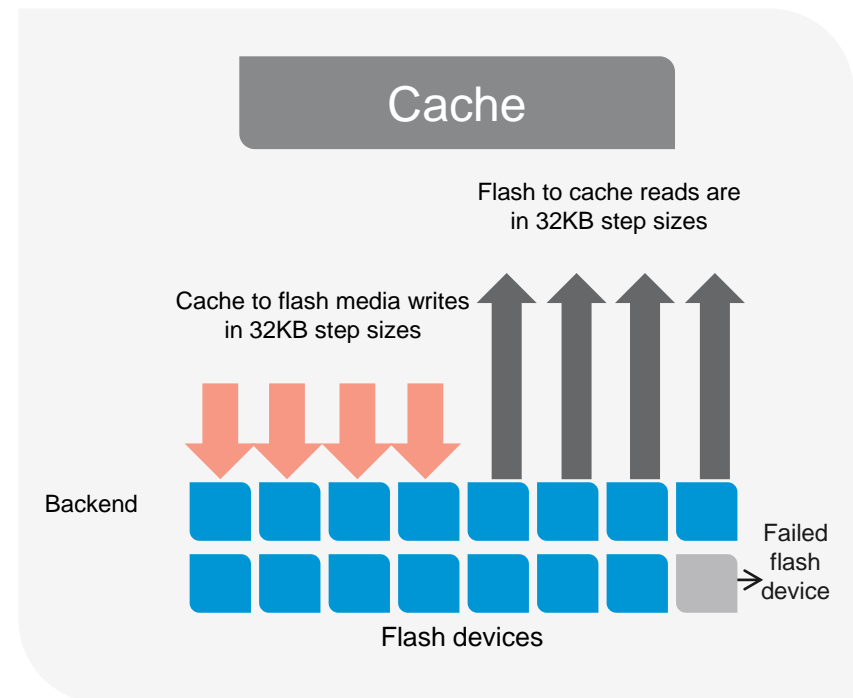 Cache
Flash to cache reads are
in 32KB step sizes
Cache to flash media writes
in 32KB step sizes
Backend
Failed
flash
device
Flash devices